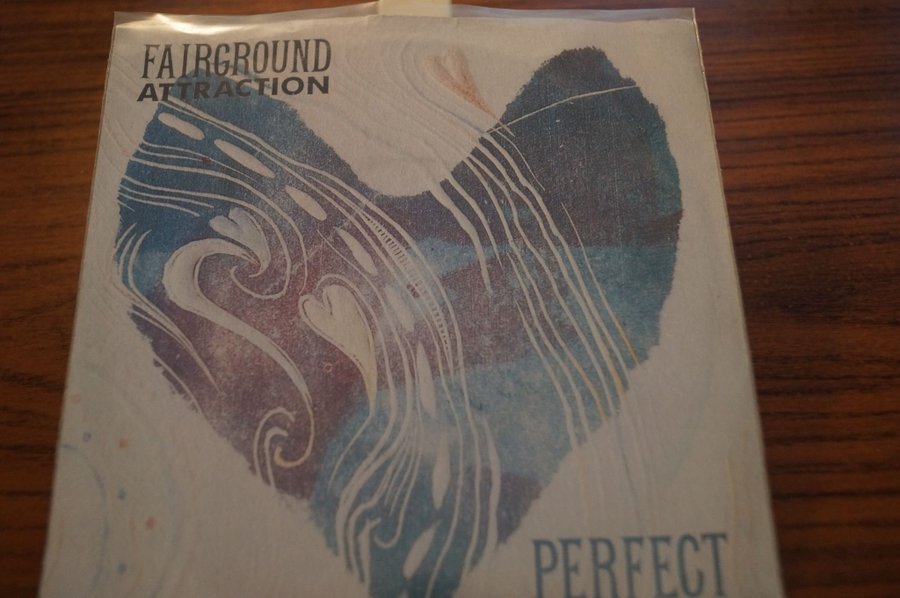 FAIRGROUND
ATTRACTION
PERFECT